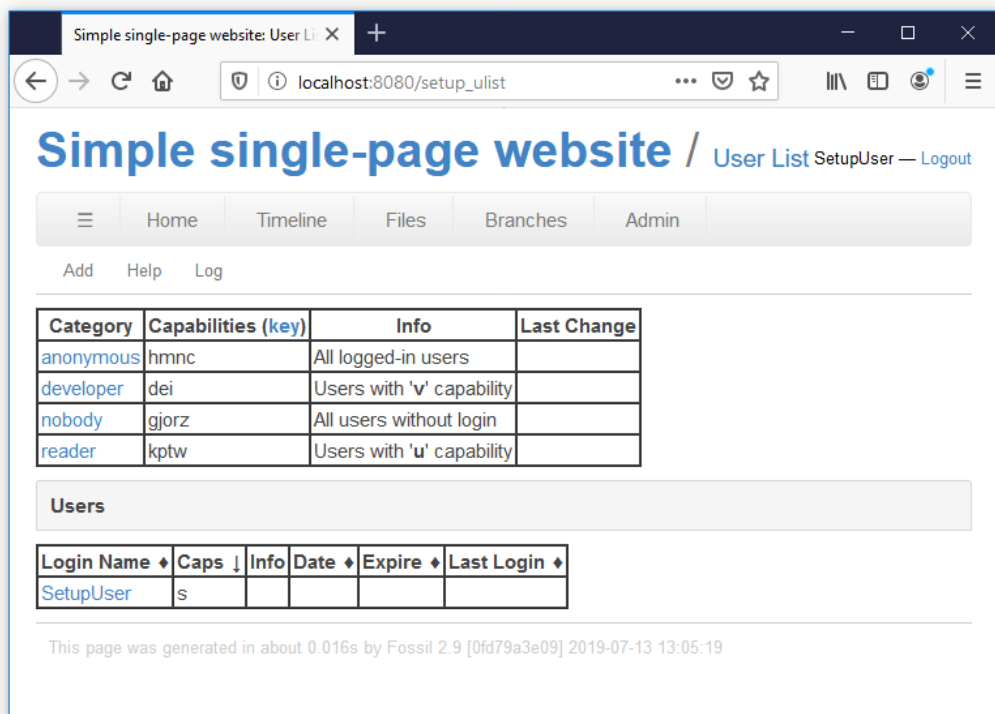 Simple single-page website: User Li
localhost:8080/setup_ulist
Simple single-page website / User List SetupUser — Logout
☰ Home Timeline Files Branches Admin
Add Help Log
Category Capabilities (key) Info Last Change
anonymous hmnc All logged-in users
developer dei Users with 'v' capability
nobody gjorz All users without login
reader kptw Users with 'u' capability
Users
Login Name ♦ Caps ↓ Info Date ♦ Expire ♦ Last Login ♦
SetupUser s
This page was generated in about 0.016s by Fossil 2.9 [0fd79a3e09] 2019-07-13 13:05:19